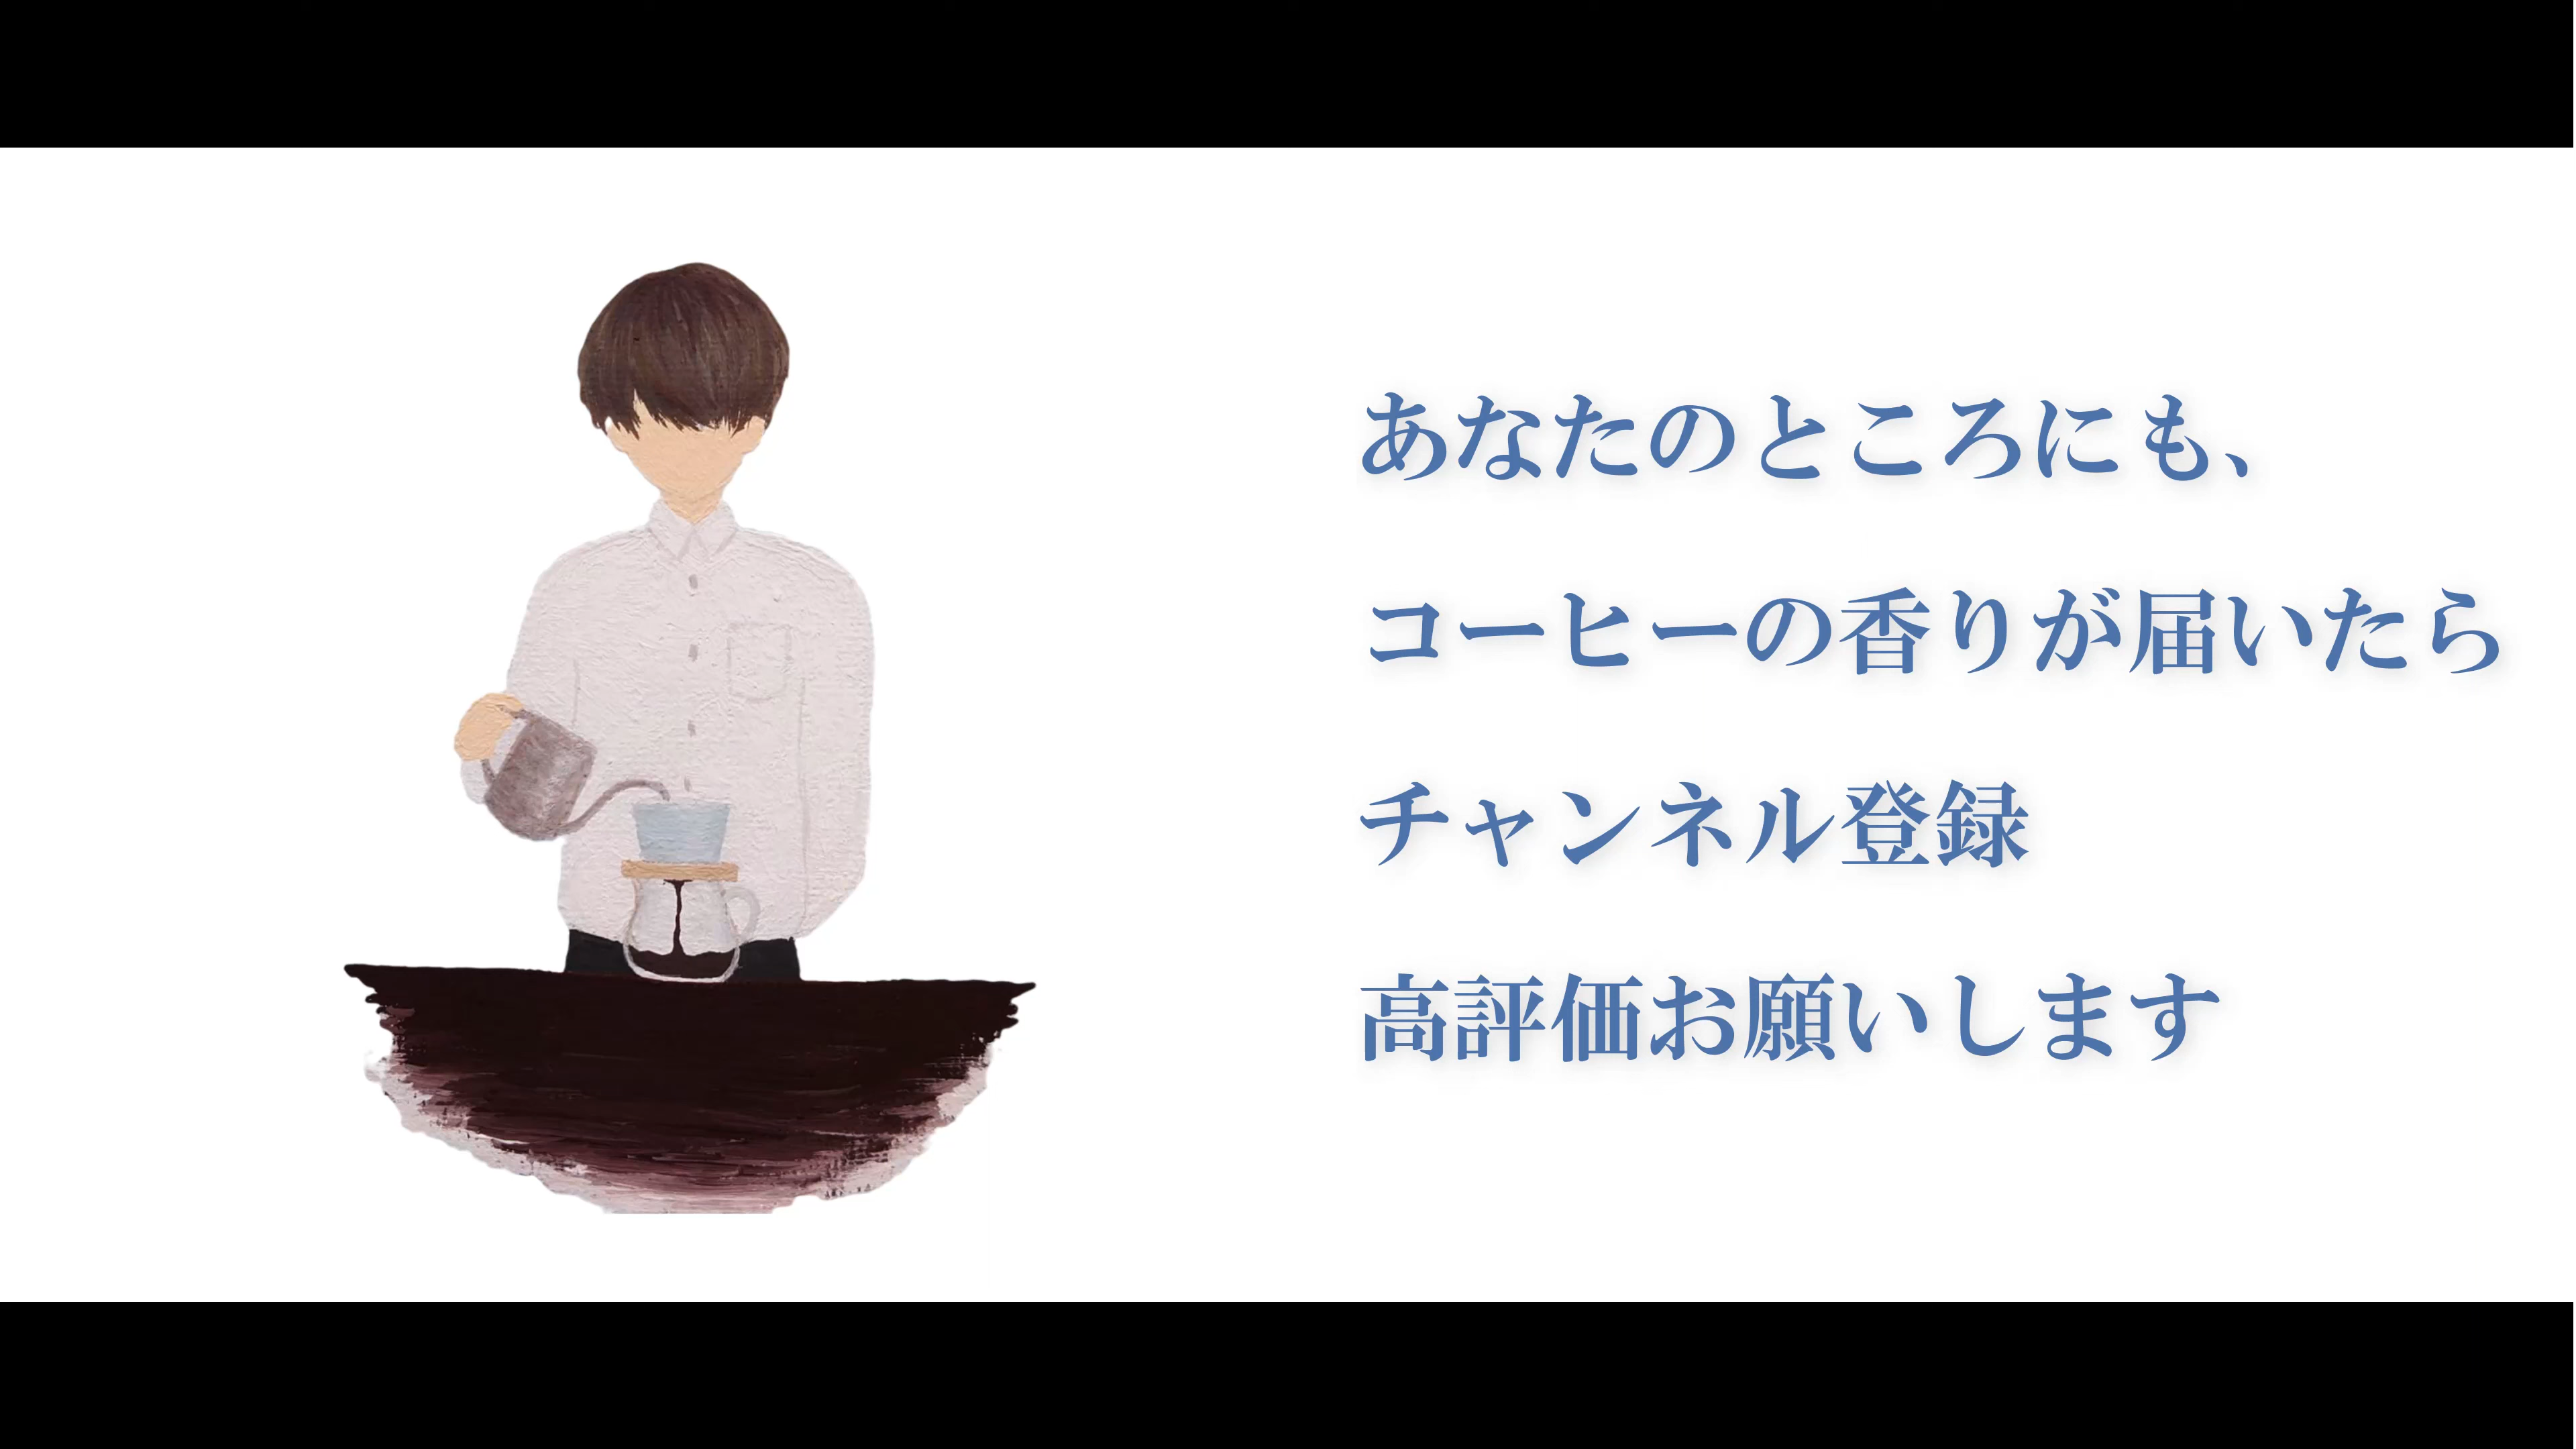 あなたのところにも、
コーヒーの香りが届いたら
チャンネル登録
高評価お願いします